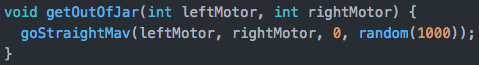 void getOutOfJar(int leftMotor, int rightMotor) {
  goStraightMav(leftMotor, rightMotor, 0, random(1000));
}